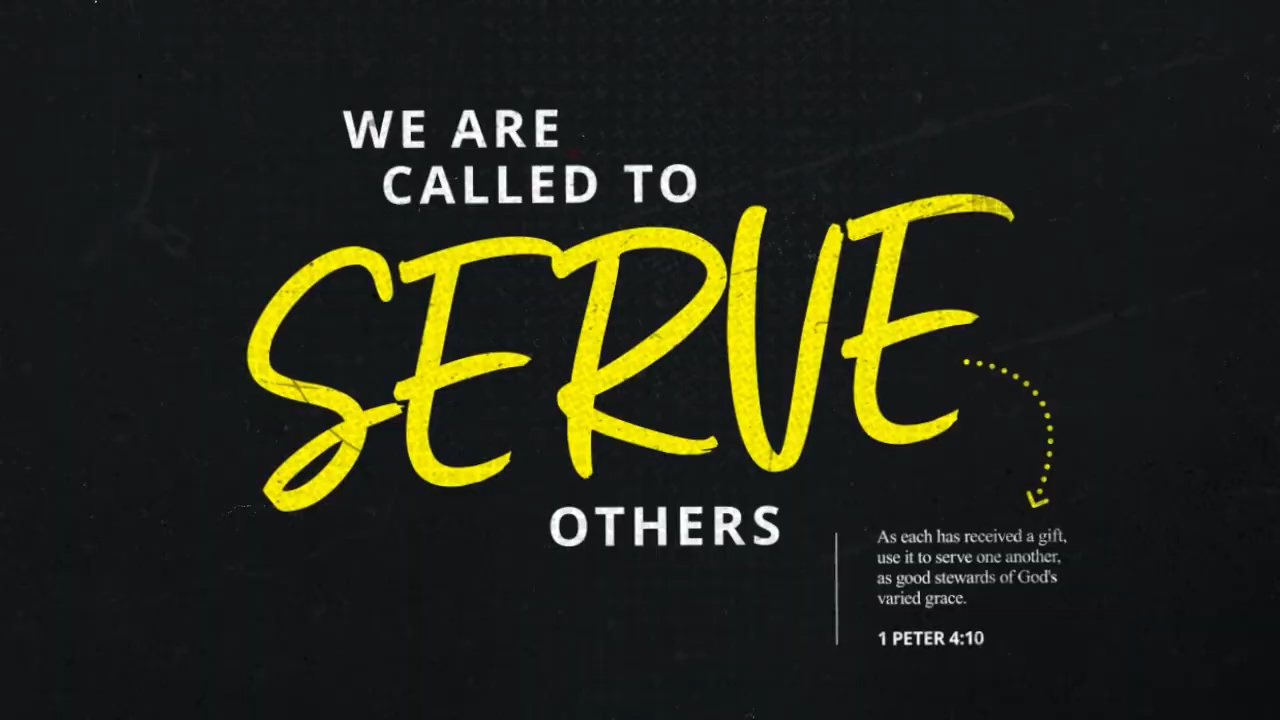 WE ARE
CALLED TO
SERVE
OTHERS
As each has received a gift,
use it to serve one another,
as good stewards of God's
varied grace.
1 PETER 4:10